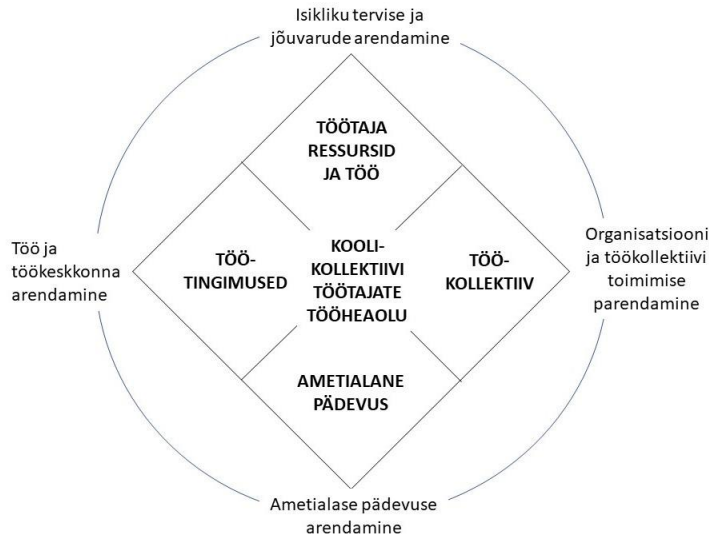 Isikliku tervise ja
jõuvarude arendamine
TÖÖTAJA
RESSURSID
JA TÖÖ
Töö ja
töökeskkonna
arendamine
TÖÖ-
TINGIMUSED
KOOLI-
KOLLEKTIIVI
TÖÖTAJATE
TÖÖHEAOLU
TÖÖ-
KOLLEKTIIV
Organisatsiooni
ja töökollektiivi
toimimise
parendamine
AMETIALANE
PÄDEVUS
Ametialase pädevuse
arendamine